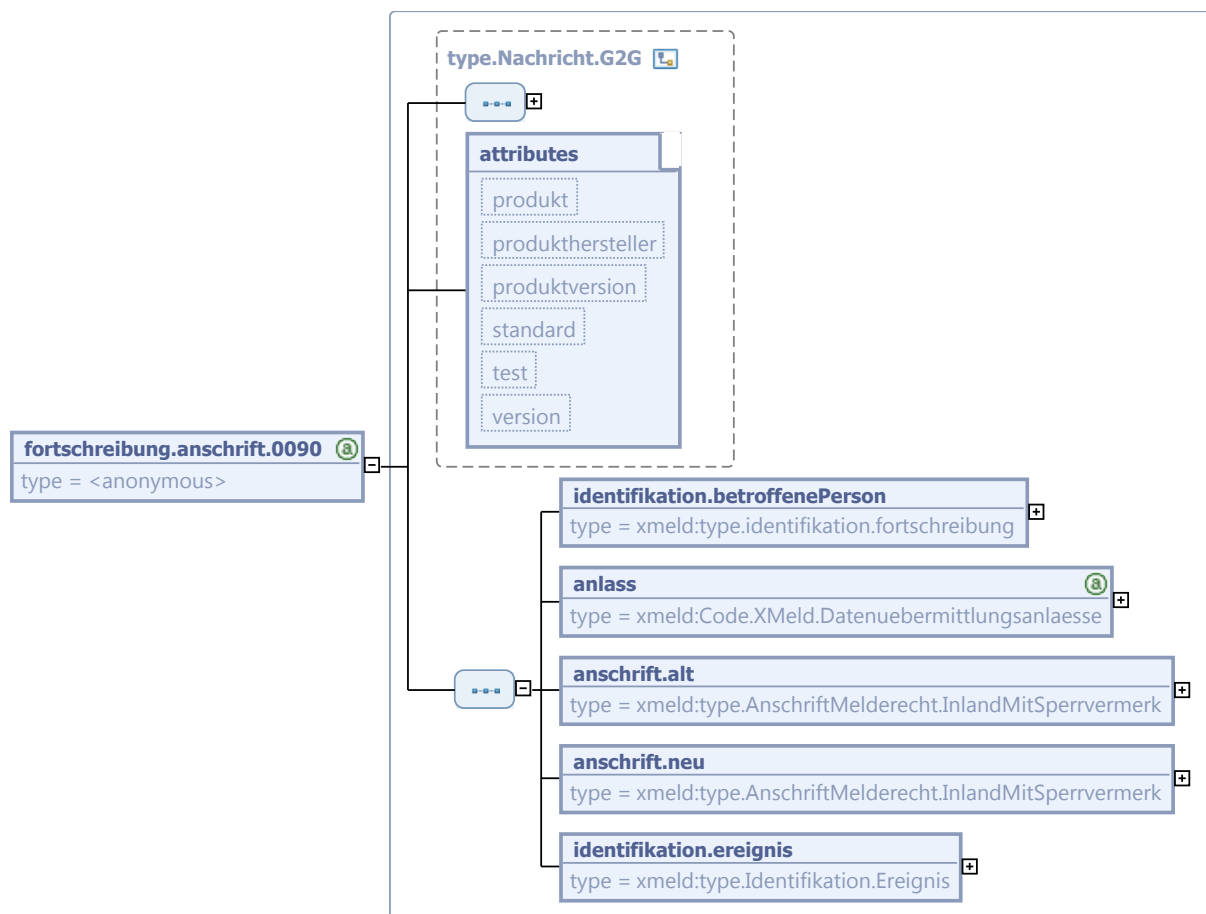 type.Nachricht.G2G
attributes
produkt
produkthersteller
produktversion
standard
test
version
fortschreibung.anschrift.0090 a
type = <anonymous>
identifikation.betroffenePerson
type = xmeld:type.identifikation.fortschreibung
anlass a
type = xmeld:Code.XMeld.Datenuebermittlungsanlaesse
anschrift.alt
type = xmeld:type.AnschriftMelderecht.InlandMitSperrvermerk
anschrift.neu
type = xmeld:type.AnschriftMelderecht.InlandMitSperrvermerk
identifikation.ereignis
type = xmeld:type.Identifikation.Ereignis